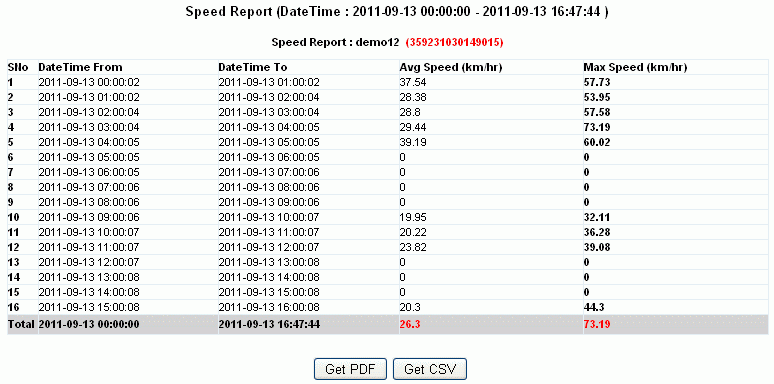 Speed Report (DateTime : 2011-09-13 00:00:00 - 2011-09-13 16:47:44 )
Speed Report : demo12 (359231030149015)
SNo DateTime From DateTime To Avg Speed (km/hr) Max Speed (km/hr)
1 2011-09-13 00:00:02 2011-09-13 01:00:02 37.54 57.73
2 2011-09-13 01:00:02 2011-09-13 02:00:04 28.38 53.95
3 2011-09-13 02:00:04 2011-09-13 03:00:04 28.8 57.58
4 2011-09-13 03:00:04 2011-09-13 04:00:05 29.44 73.19
5 2011-09-13 04:00:05 2011-09-13 05:00:05 39.19 60.02
6 2011-09-13 05:00:05 2011-09-13 06:00:05 0 0
7 2011-09-13 06:00:05 2011-09-13 07:00:05 0 0
8 2011-09-13 07:00:05 2011-09-13 08:00:06 0 0
9 2011-09-13 08:00:06 2011-09-13 09:00:06 0 0
10 2011-09-13 09:00:06 2011-09-13 10:00:07 19.95 32.11
11 2011-09-13 10:00:07 2011-09-13 11:00:07 20.22 36.28
12 2011-09-13 11:00:07 2011-09-13 12:00:07 23.82 39.08
13 2011-09-13 12:00:07 2011-09-13 13:00:08 0 0
14 2011-09-13 13:00:08 2011-09-13 14:00:08 0 0
15 2011-09-13 14:00:08 2011-09-13 15:00:08 0 0
16 2011-09-13 15:00:08 2011-09-13 16:00:08 20.3 44.3
Total 2011-09-13 00:00:00 2011-09-13 16:47:44 26.3 73.19
Get PDF Get CSV